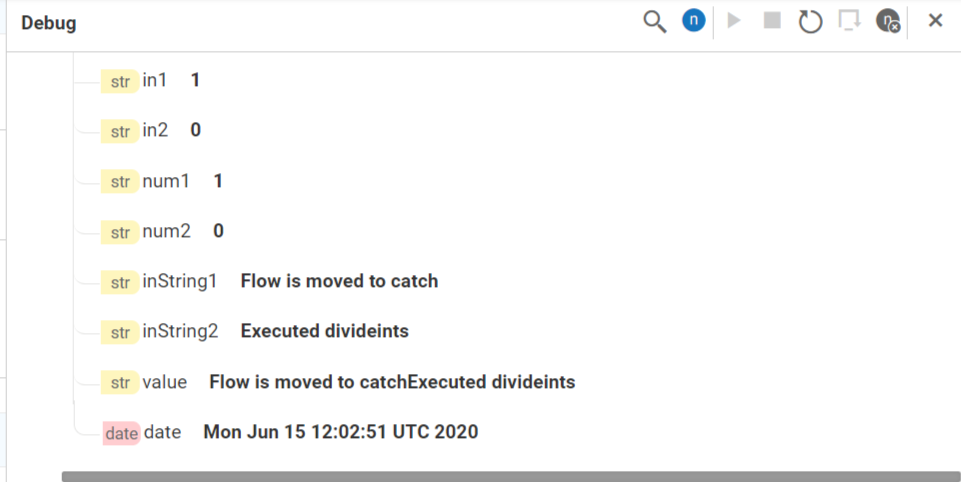 Debug
n
str in1 1
str in2 0
str num1 1
str num2 0
str inString1 Flow is moved to catch
str inString2 Executed divideints
str value Flow is moved to catchExecuted divideints
date date Mon Jun 15 12:02:51 UTC 2020